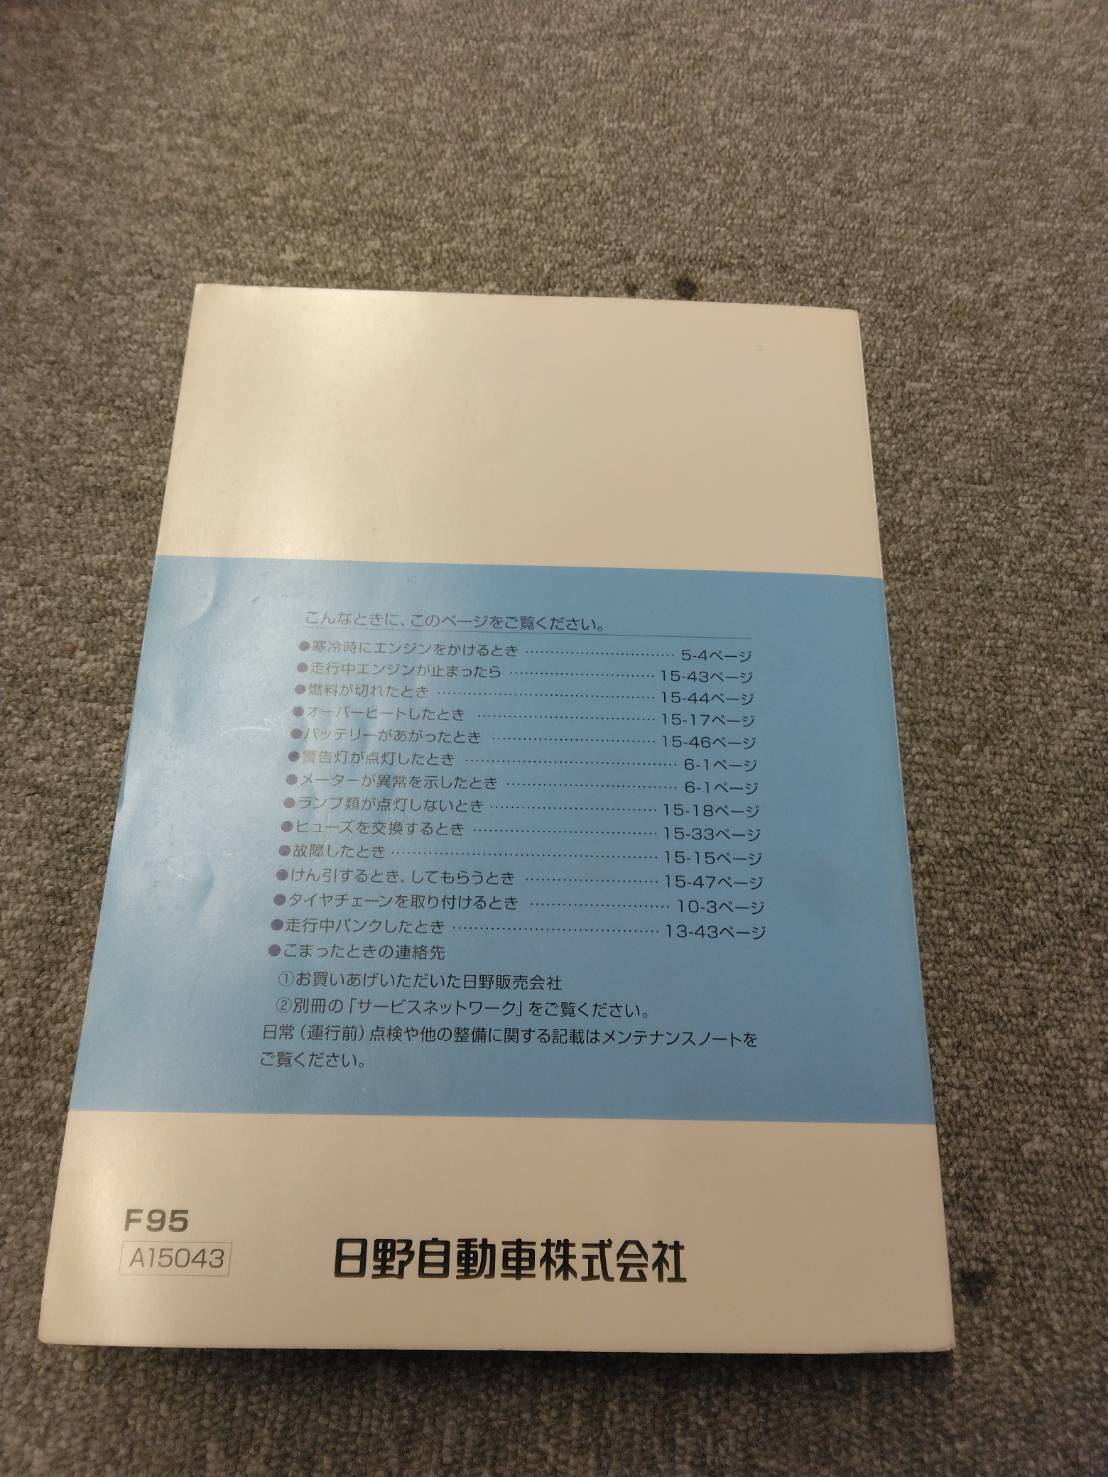 こんなときに、このページをご覧ください。
●寒冷時にエンジンをかけるとき ………………………… 5-4ページ
●走行中エンジンが止まったら ………………………… 15-43ページ
●燃料が切れたとき ………………………… 15-44ページ
●オーバーヒートしたとき ………………………… 15-17ページ
●バッテリーがあがったとき ………………………… 15-46ページ
●警告灯が点灯したとき ………………………… 6-1ページ
●メーターが異常を示したとき ………………………… 6-1ページ
●ランプ類が点灯しないとき ………………………… 15-18ページ
●ヒューズを交換するとき ………………………… 15-33ページ
●故障したとき ………………………… 15-15ページ
●けん引するとき、してもらうとき ………………………… 15-47ページ
●タイヤチェーンを取り付けるとき ………………………… 10-3ページ
●走行中パンクしたとき ………………………… 13-43ページ
●こまったときの連絡先
①お買いあげいただいた日野販売会社
②別冊の「サービスネットワーク」をご覧ください。
日常（運行前）点検や他の整備に関する記載はメンテナンスノートを
ご覧ください。
F95
A15043
日野自動車株式会社